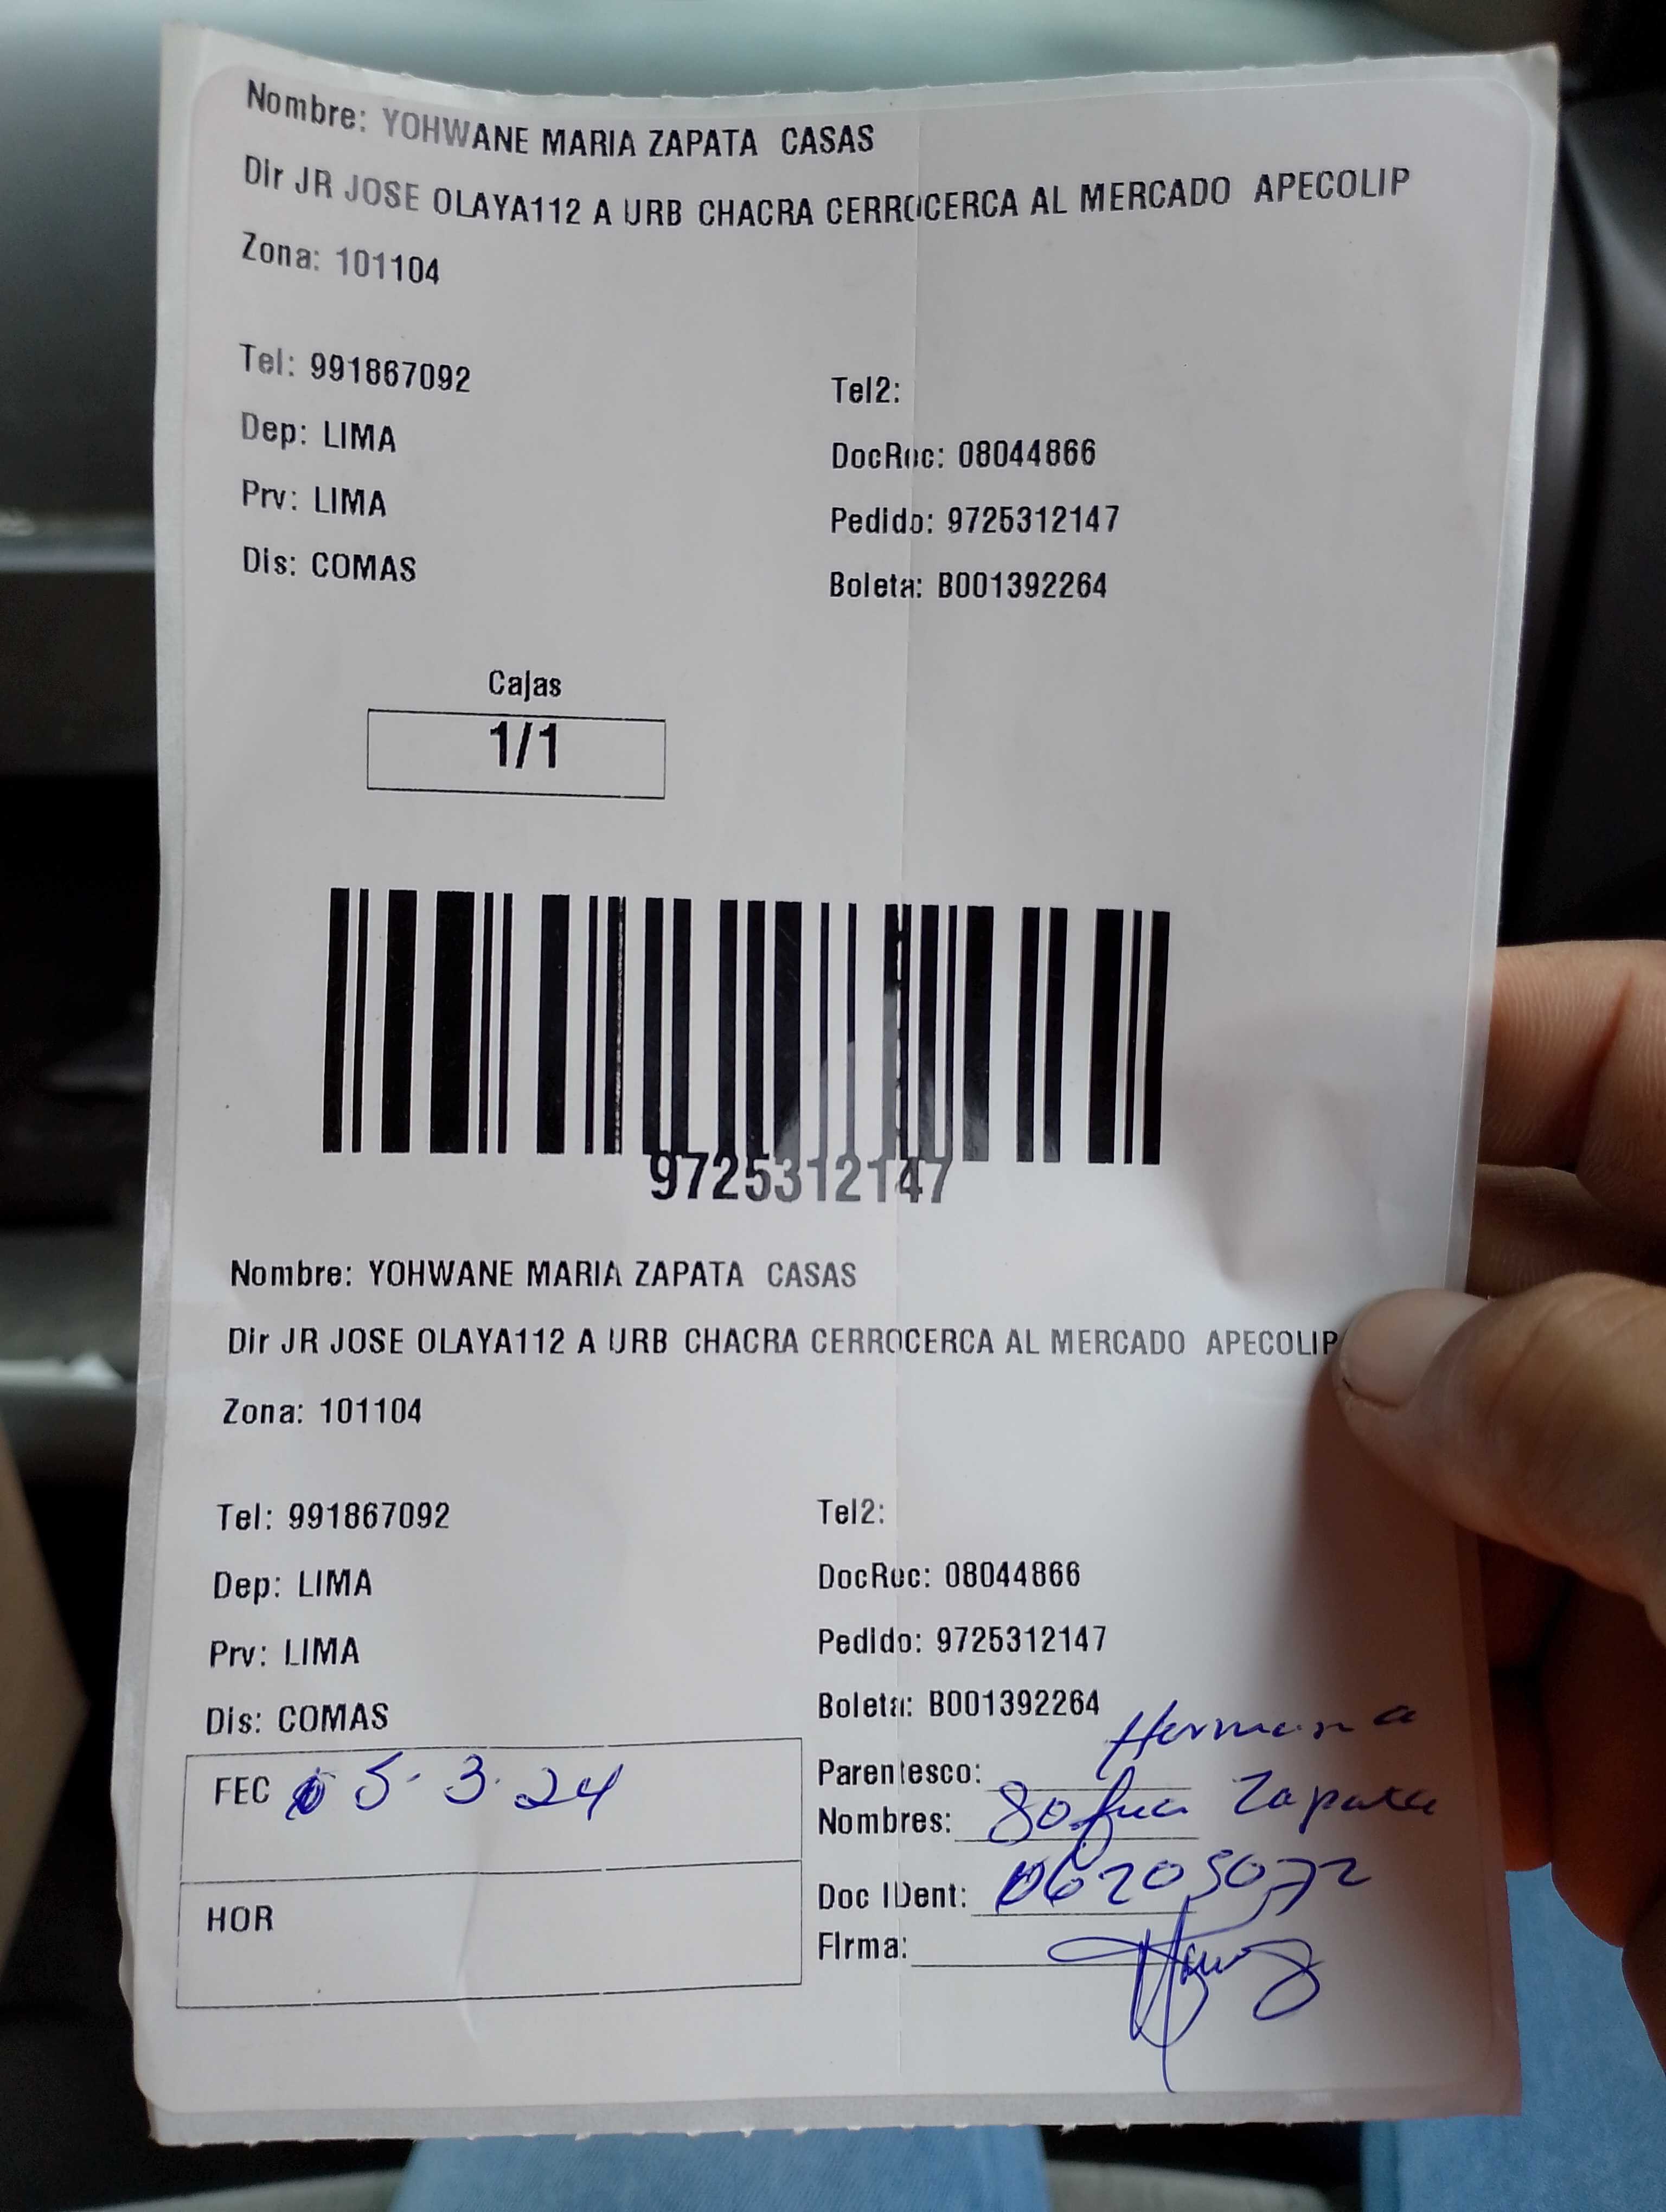 Nombre: YOHWANE MARIA ZAPATA CASAS
Dir JR JOSE OLAYA112 A URB CHACRA CERROCERCA AL MERCADO APECOLIP
Zona: 101104
Tel: 991867092
Tel2:
Dep: LIMA
DocRec: 08044866
Prv: LIMA
Pedido: 9725312147
Dis: COMAS
Boleta: B001392264
Cajas
1/1
9725312147
Nombre: YOHWANE MARIA ZAPATA CASAS
Dir JR JOSE OLAYA112 A URB CHACRA CERROCERCA AL MERCADO APECOLIP
Zona: 101104
Tel: 991867092
Tel2:
Dep: LIMA
DocRec: 08044866
Prv: LIMA
Pedido: 9725312147
Dis: COMAS
Boleta: B001392264
FEC 5-3-24
Parentesco: Hermana
Nombres: Zapata
HOR
Doc IDent: 06205072
Firma: